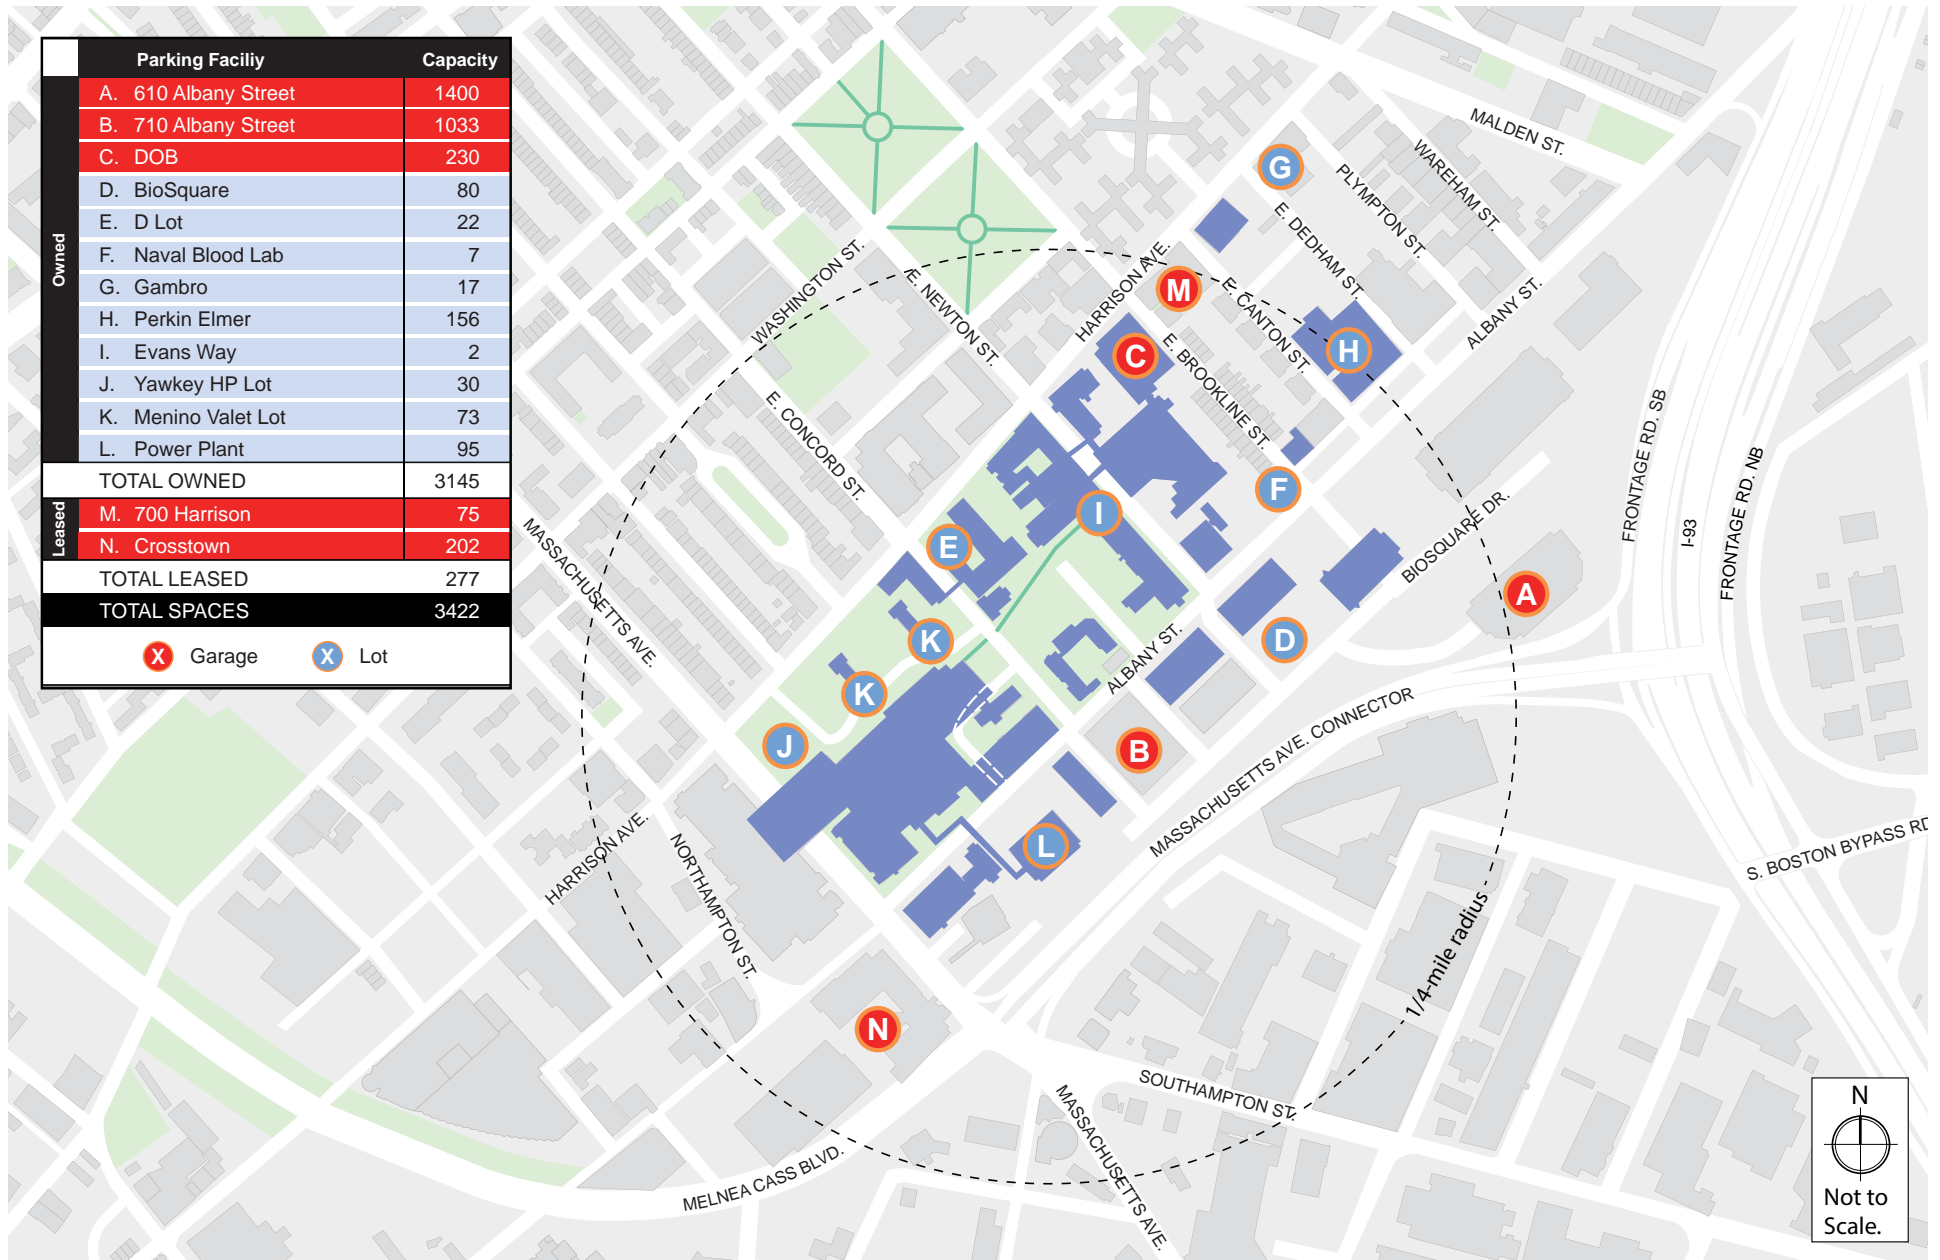 Parking Faciliy Capacity
Owned
A. 610 Albany Street 1400
B. 710 Albany Street 1033
C. DOB 230
D. BioSquare 80
E. D Lot 22
F. Naval Blood Lab 7
G. Gambro 17
H. Perkin Elmer 156
I. Evans Way 2
J. Yawkey HP Lot 30
K. Menino Valet Lot 73
L. Power Plant 95
TOTAL OWNED 3145
Leased
M. 700 Harrison 75
N. Crosstown 202
TOTAL LEASED 277
TOTAL SPACES 3422
X Garage X Lot
MALDEN ST.
WAREHAM ST.
PLYMPTON ST.
G
E. DEDHAM ST.
HARRISON AVE.
WASHINGTON ST.
E. NEWTON ST.
M
E. CANTON ST.
ALBANY ST.
C
H
E. BROOKLINE ST.
E. CONCORD ST.
FRONTAGE RD. SB
FRONTAGE RD. NB
I-93
F
I
BIOSQUARE DR.
E
MASSACHUSETTS AVE.
A
K
D
ALBANY ST.
K
J
B
MASSACHUSETTS AVE. CONNECTOR
L
HARRISON AVE.
NORTHAMPTON ST.
S. BOSTON BYPASS RD
1/4-mile radius
N
SOUTHAMPTON ST.
MASSACHUSETTS AVE.
MELNEA CASS BLVD.
N
Not to
Scale.